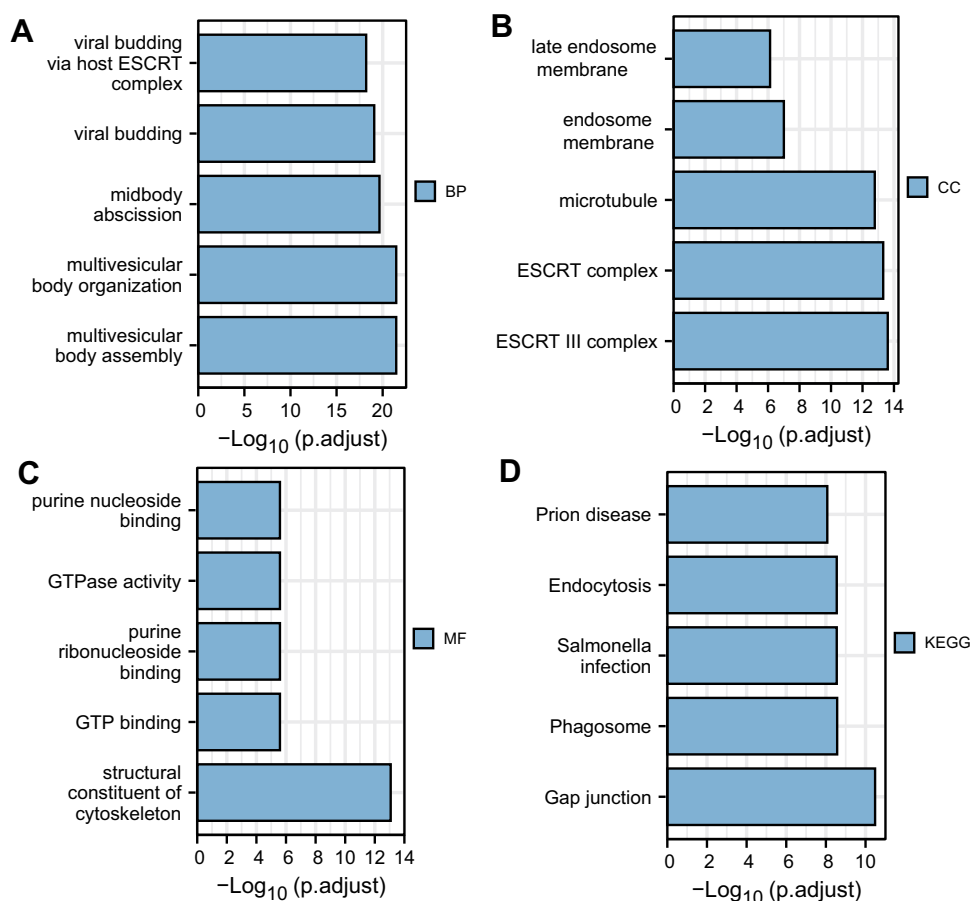 A
viral budding
via host ESCRT
complex
viral budding
midbody
abscission
multivesicular
body organization
multivesicular
body assembly
0 5 10 15 20
−Log10 (p.adjust)
BP
B
late endosome
membrane
endosome
membrane
microtubule
ESCRT complex
ESCRT III complex
0 2 4 6 8 10 12 14
−Log10 (p.adjust)
CC
C
purine nucleoside
binding
GTPase activity
purine
ribonucleoside
binding
GTP binding
structural
constituent of
cytoskeleton
0 2 4 6 8 10 12 14
−Log10 (p.adjust)
MF
D
Prion disease
Endocytosis
Salmonella
infection
Phagosome
Gap junction
0 2 4 6 8 10
−Log10 (p.adjust)
KEGG